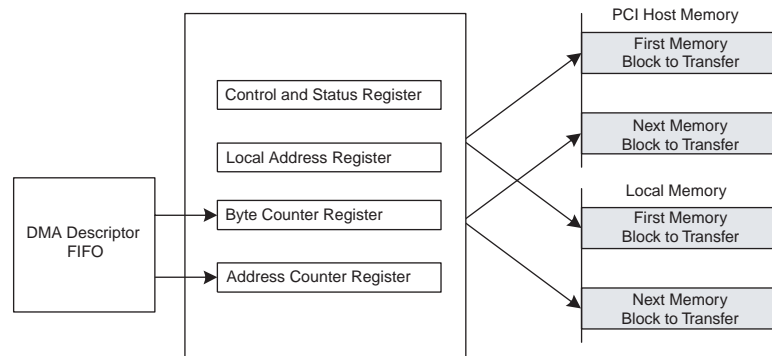 PCI Host Memory
First Memory
Block to Transfer
Control and Status Register
Next Memory
Block to Transfer
Local Address Register
Local Memory
DMA Descriptor
FIFO
Byte Counter Register
First Memory
Block to Transfer
Address Counter Register
Next Memory
Block to Transfer